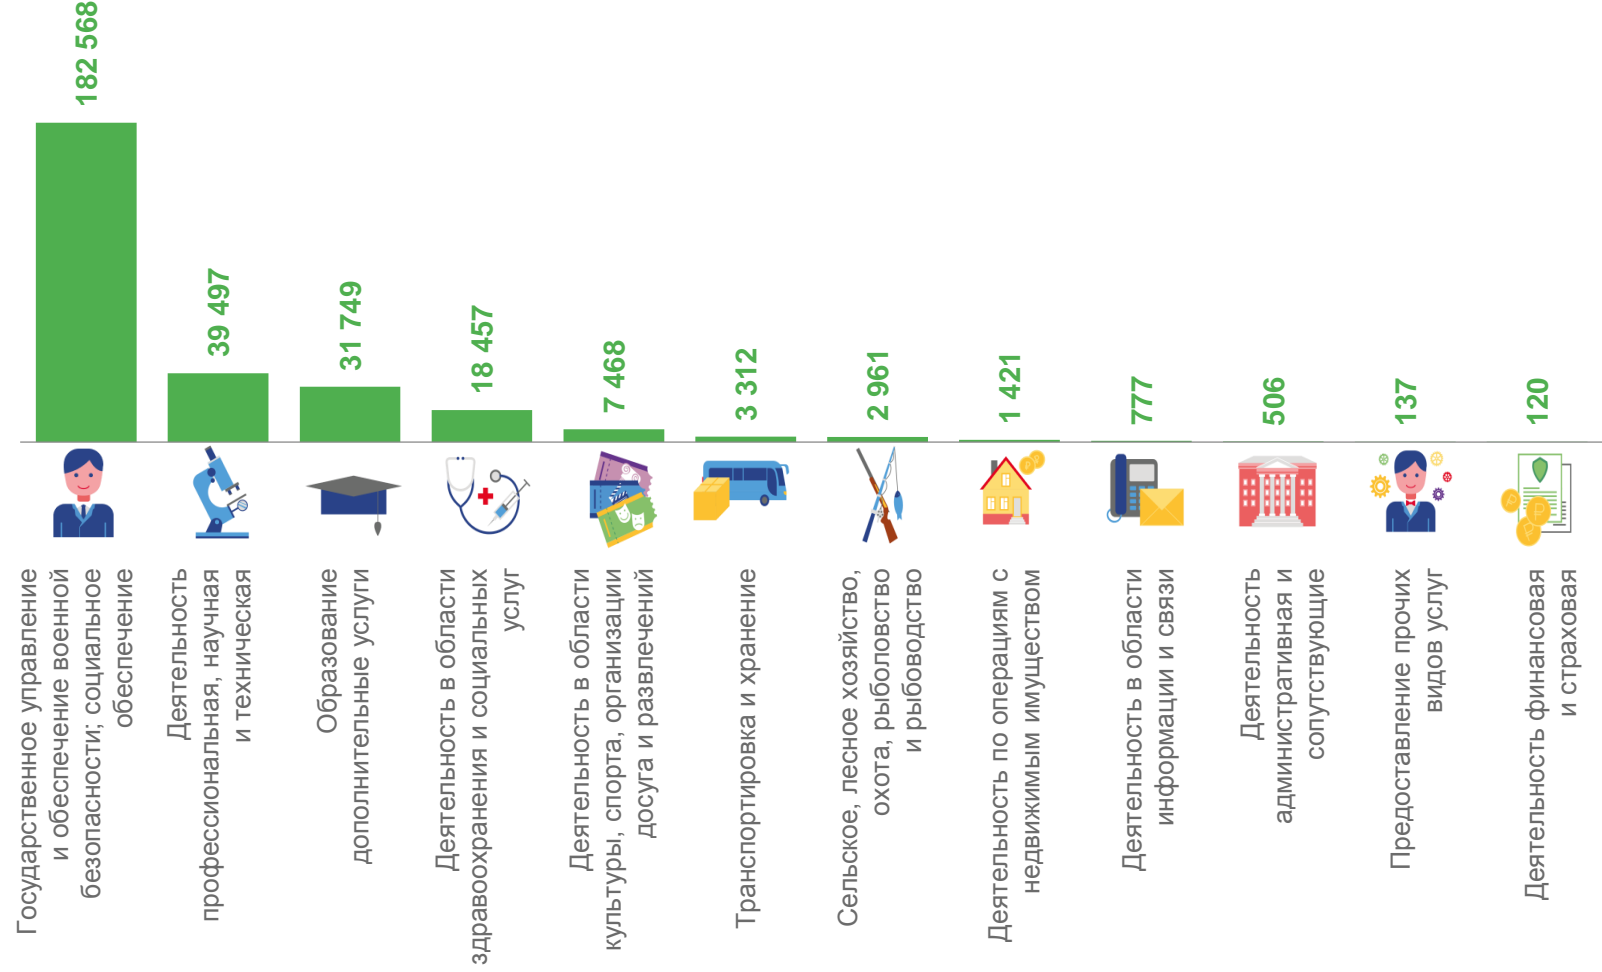 182 568
39 497
31 749
18 457
7 468
3 312
2 961
1 421
777
506
137
120
Государственное управление
и обеспечение военной
безопасности; социальное
обеспечение
Деятельность
профессиональная, научная
и техническая
Образование
дополнительные услуги
Деятельность в области
здравоохранения и социальных
услуг
Деятельность в области
культуры, спорта, организации
досуга и развлечений
Транспортировка и хранение
Сельское, лесное хозяйство,
охота, рыболовство
и рыбоводство
Деятельность по операциям с
недвижимым имуществом
Деятельность в области
информации и связи
Деятельность
административная и
сопутствующие
Предоставление прочих
видов услуг
Деятельность финансовая
и страховая